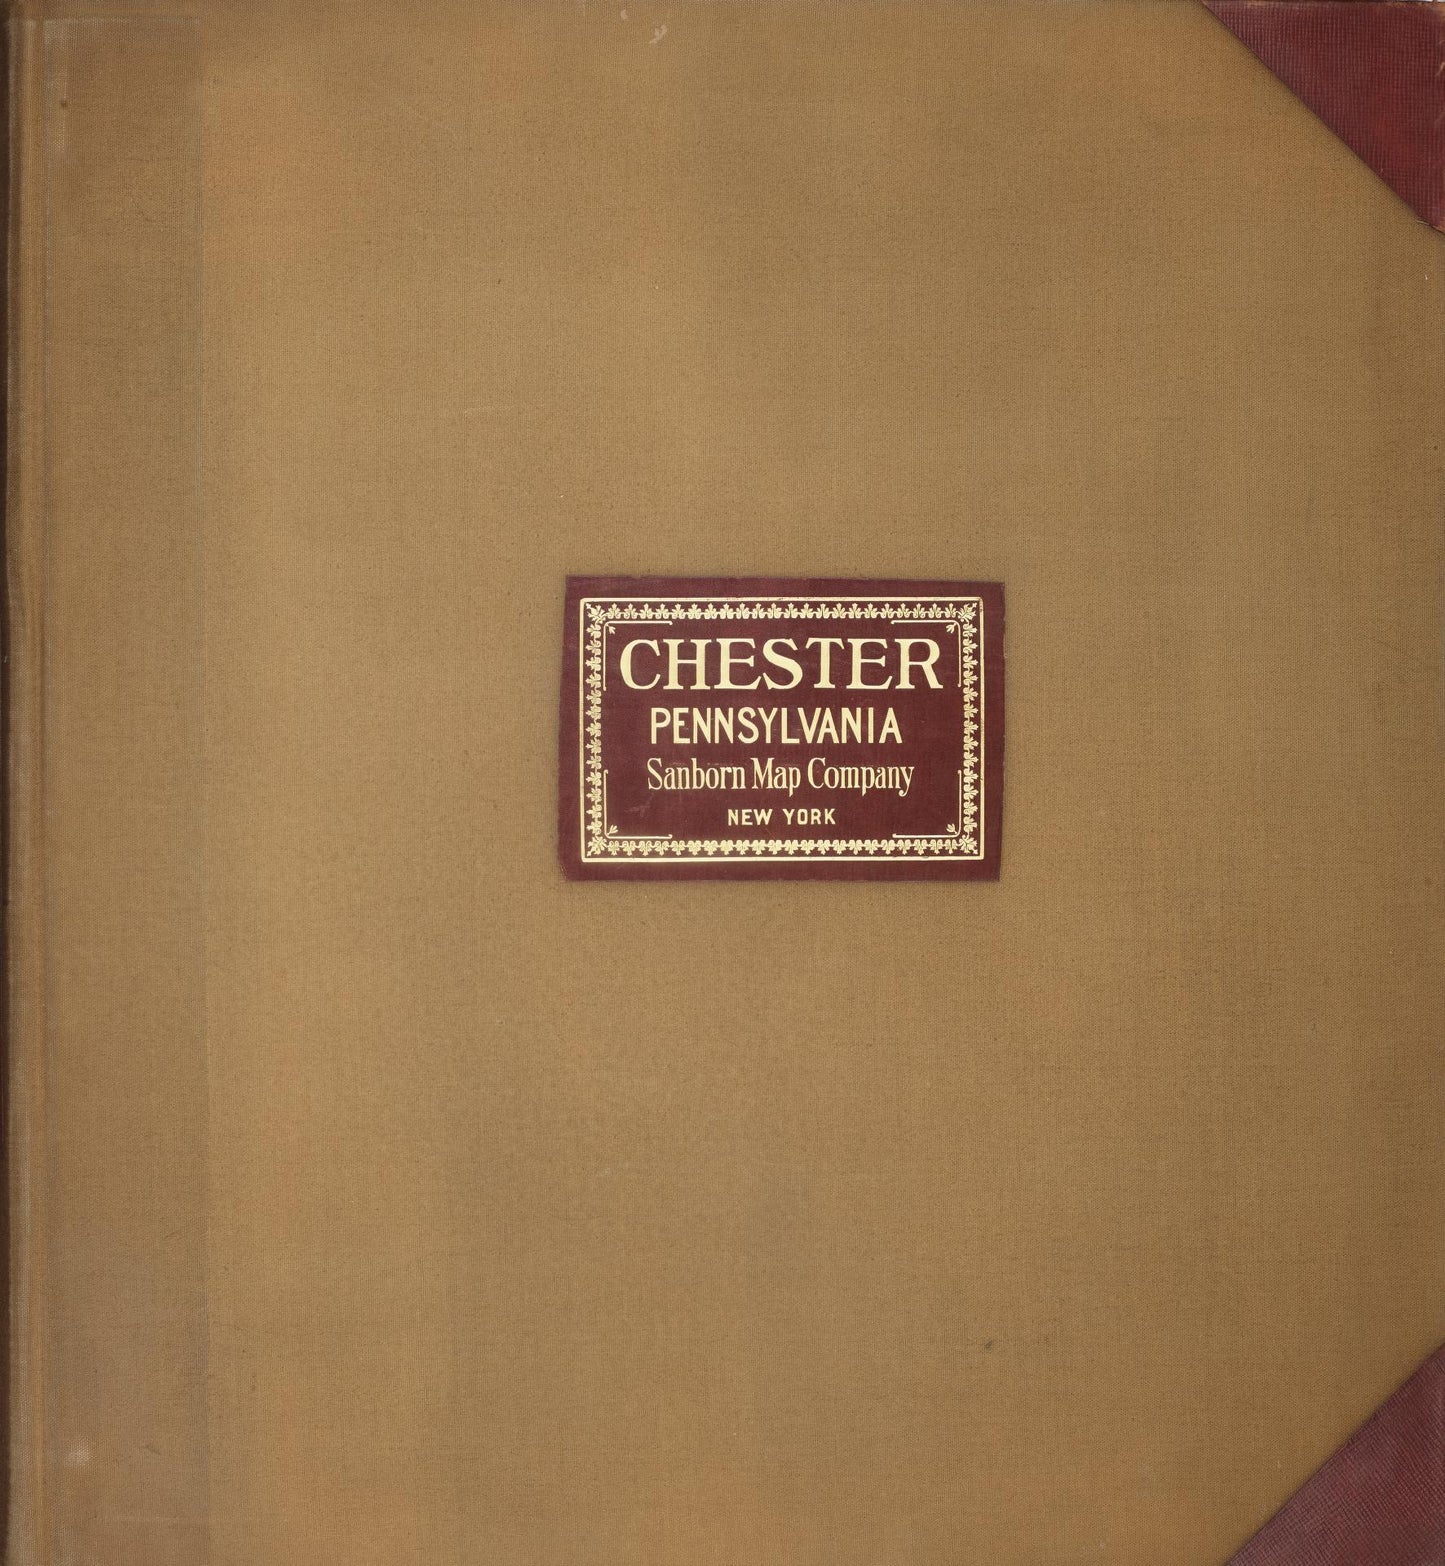 CHESTER
PENNSYLVANIA
Sanborn Map Company
NEW YORK